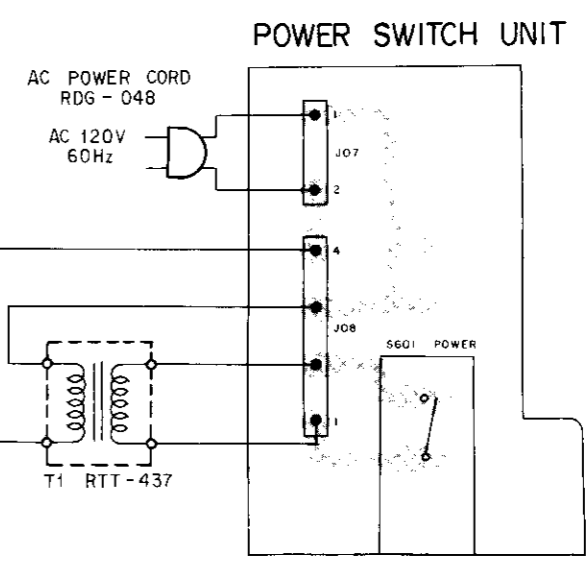 POWER SWITCH UNIT
AC POWER CORD
RDG-048
AC 120V
60Hz
1
J07
2
4
J08
S601 POWER
1
T1 RTT-437